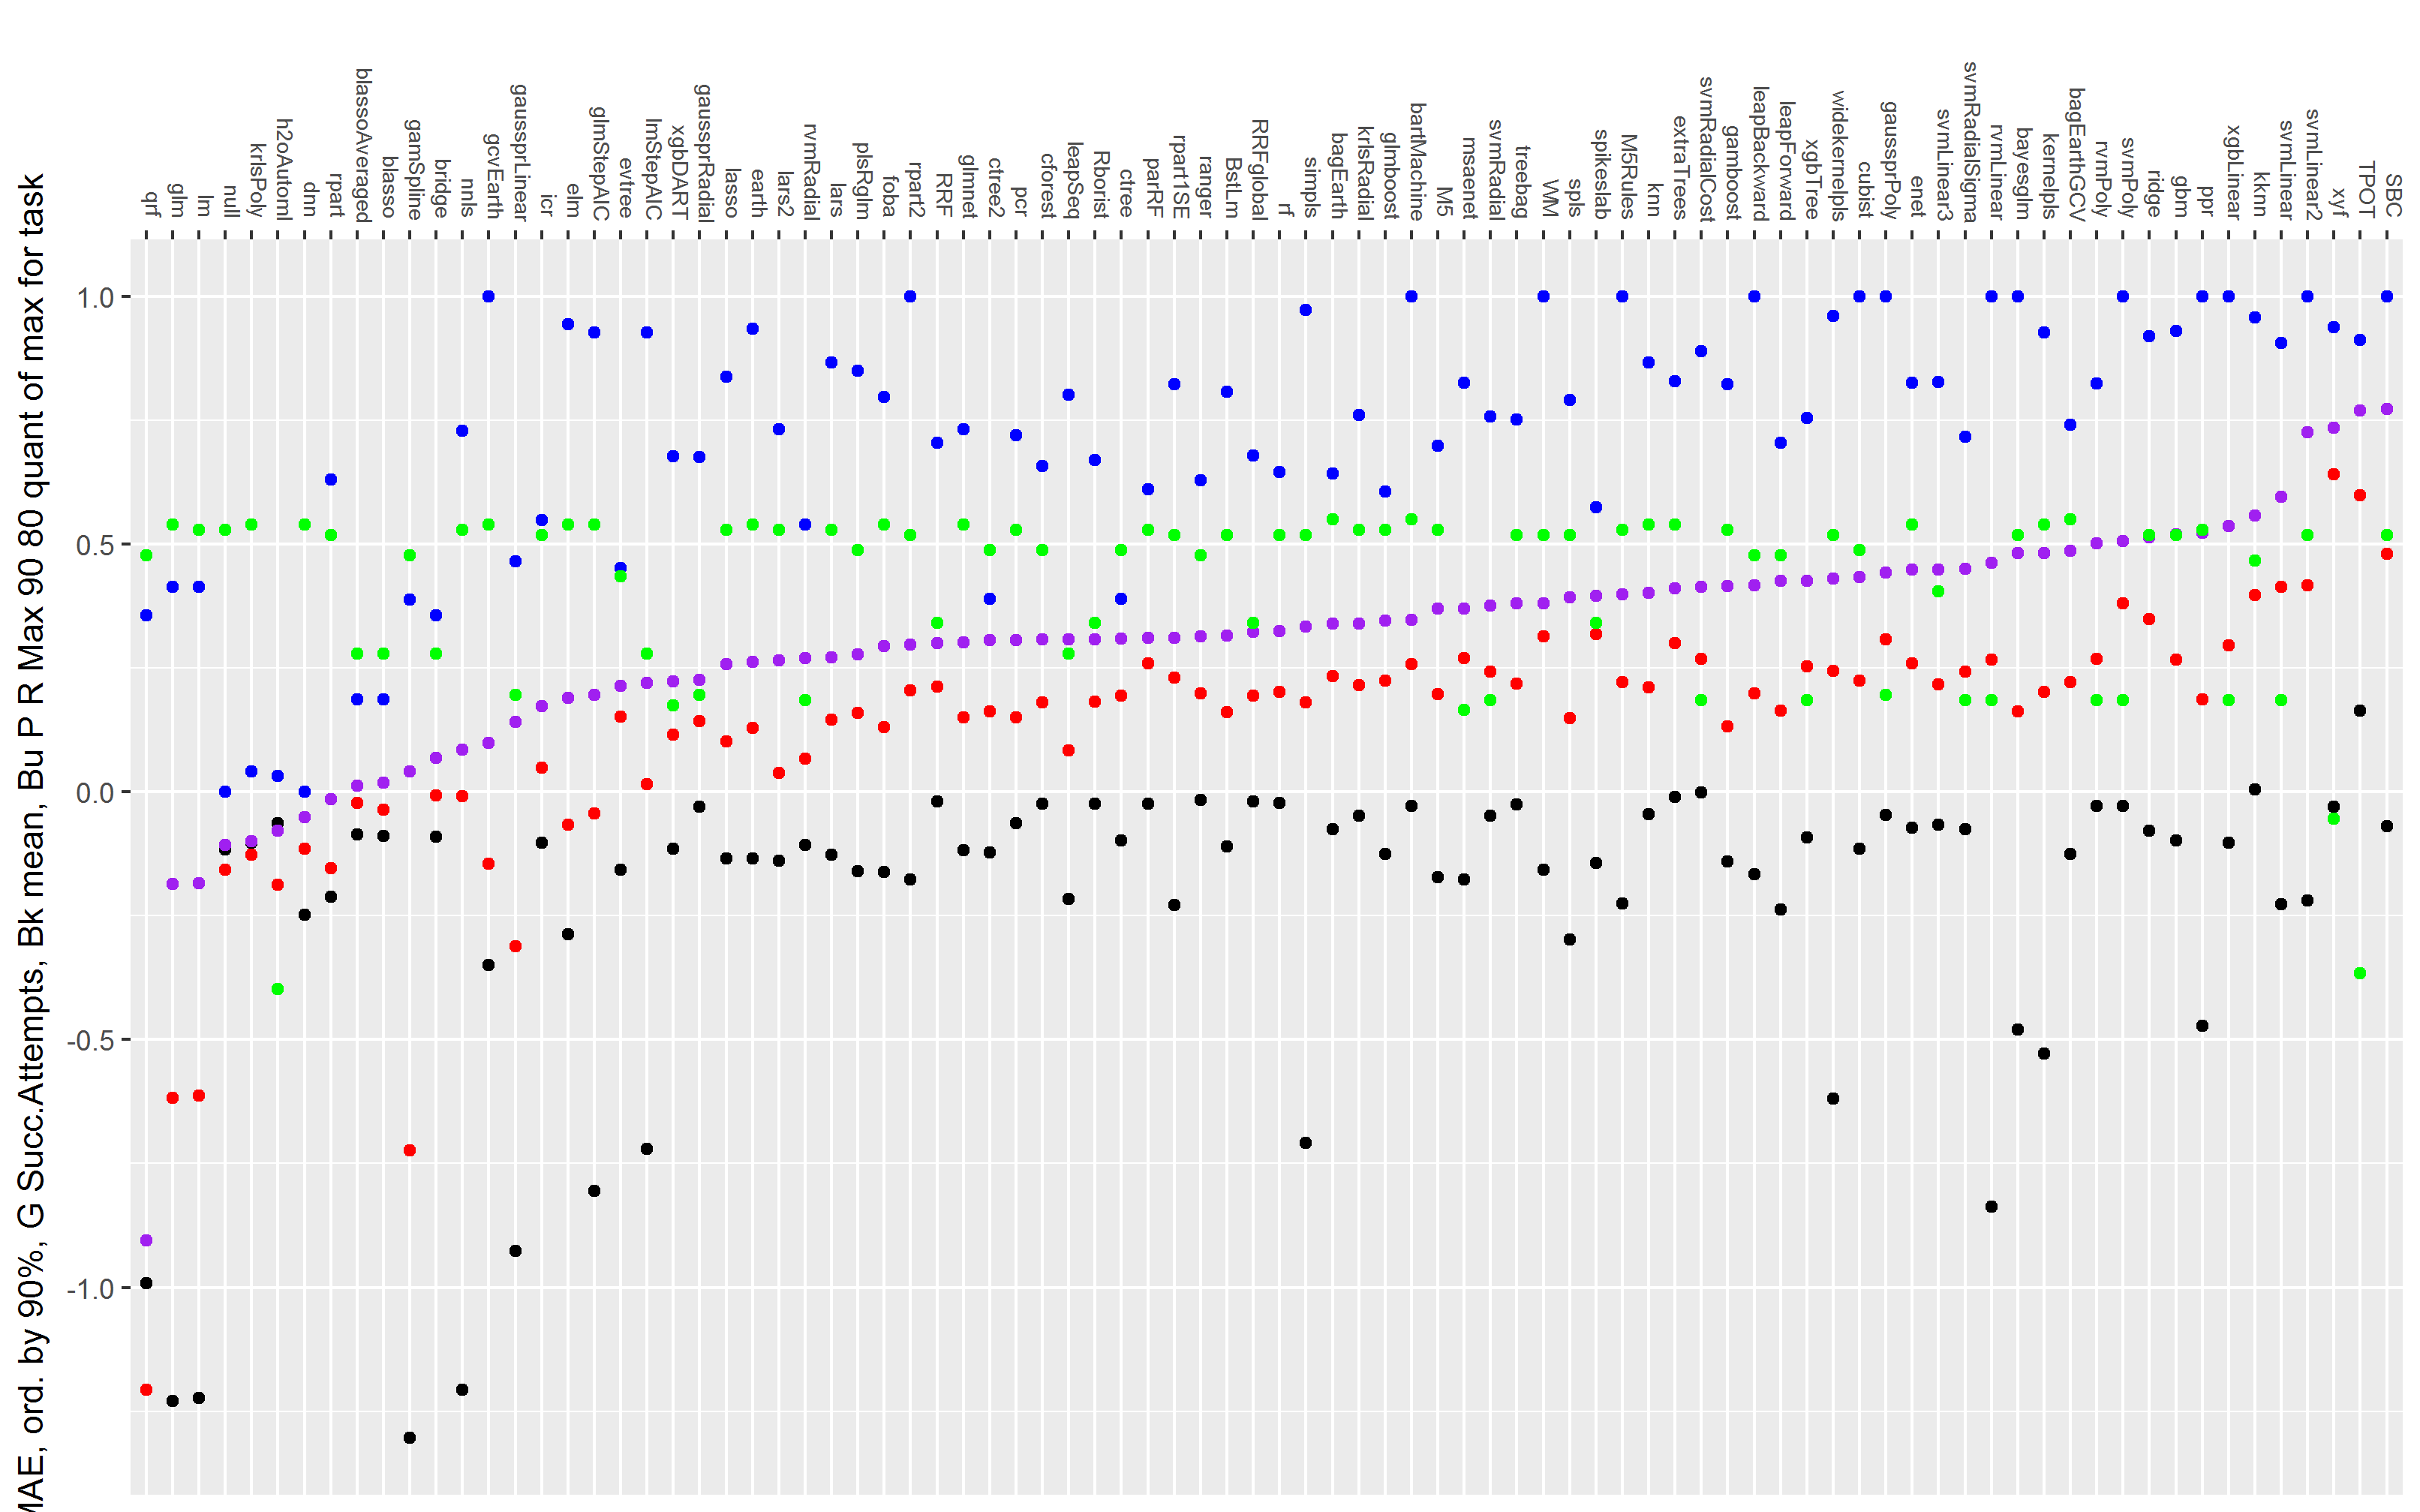 MAE, ord. by 90%, G Succ.Attempts, Bk mean, Bu P R Max 90 80 quant of max for task
qrf
glm
lm
null
krlsPoly
h2oAutoml
dnn
rpart
blassoAveraged
blasso
gamSpline
bridge
nnls
gcvEarth
gaussprLinear
icr
elm
glmStepAIC
evtree
lmStepAIC
xgbDART
gaussprRadial
lasso
earth
lars2
rvmRadial
lars
plsRglm
foba
rpart2
RRF
glmnet
ctree2
pcr
cforest
leapSeq
Rborist
ctree
parRF
rpart1SE
ranger
BstLm
RRFglobal
rf
simpls
bagEarth
krlsRadial
glmboost
bartMachine
M5
msaenet
svmRadial
treebag
WM
spls
spikeslab
M5Rules
knn
extraTrees
svmRadialCost
gamboost
leapBackward
leapForward
xgbTree
widekernelpls
cubist
gaussprPoly
enet
svmLinear3
svmRadialSigma
rvmLinear
bayesglm
kernelpls
bagEarthGCV
rvmPoly
svmPoly
ridge
gbm
ppr
xgbLinear
kknn
svmLinear
svmLinear2
xyf
TPOT
SBC
1.0
0.5
0.0
-0.5
-1.0